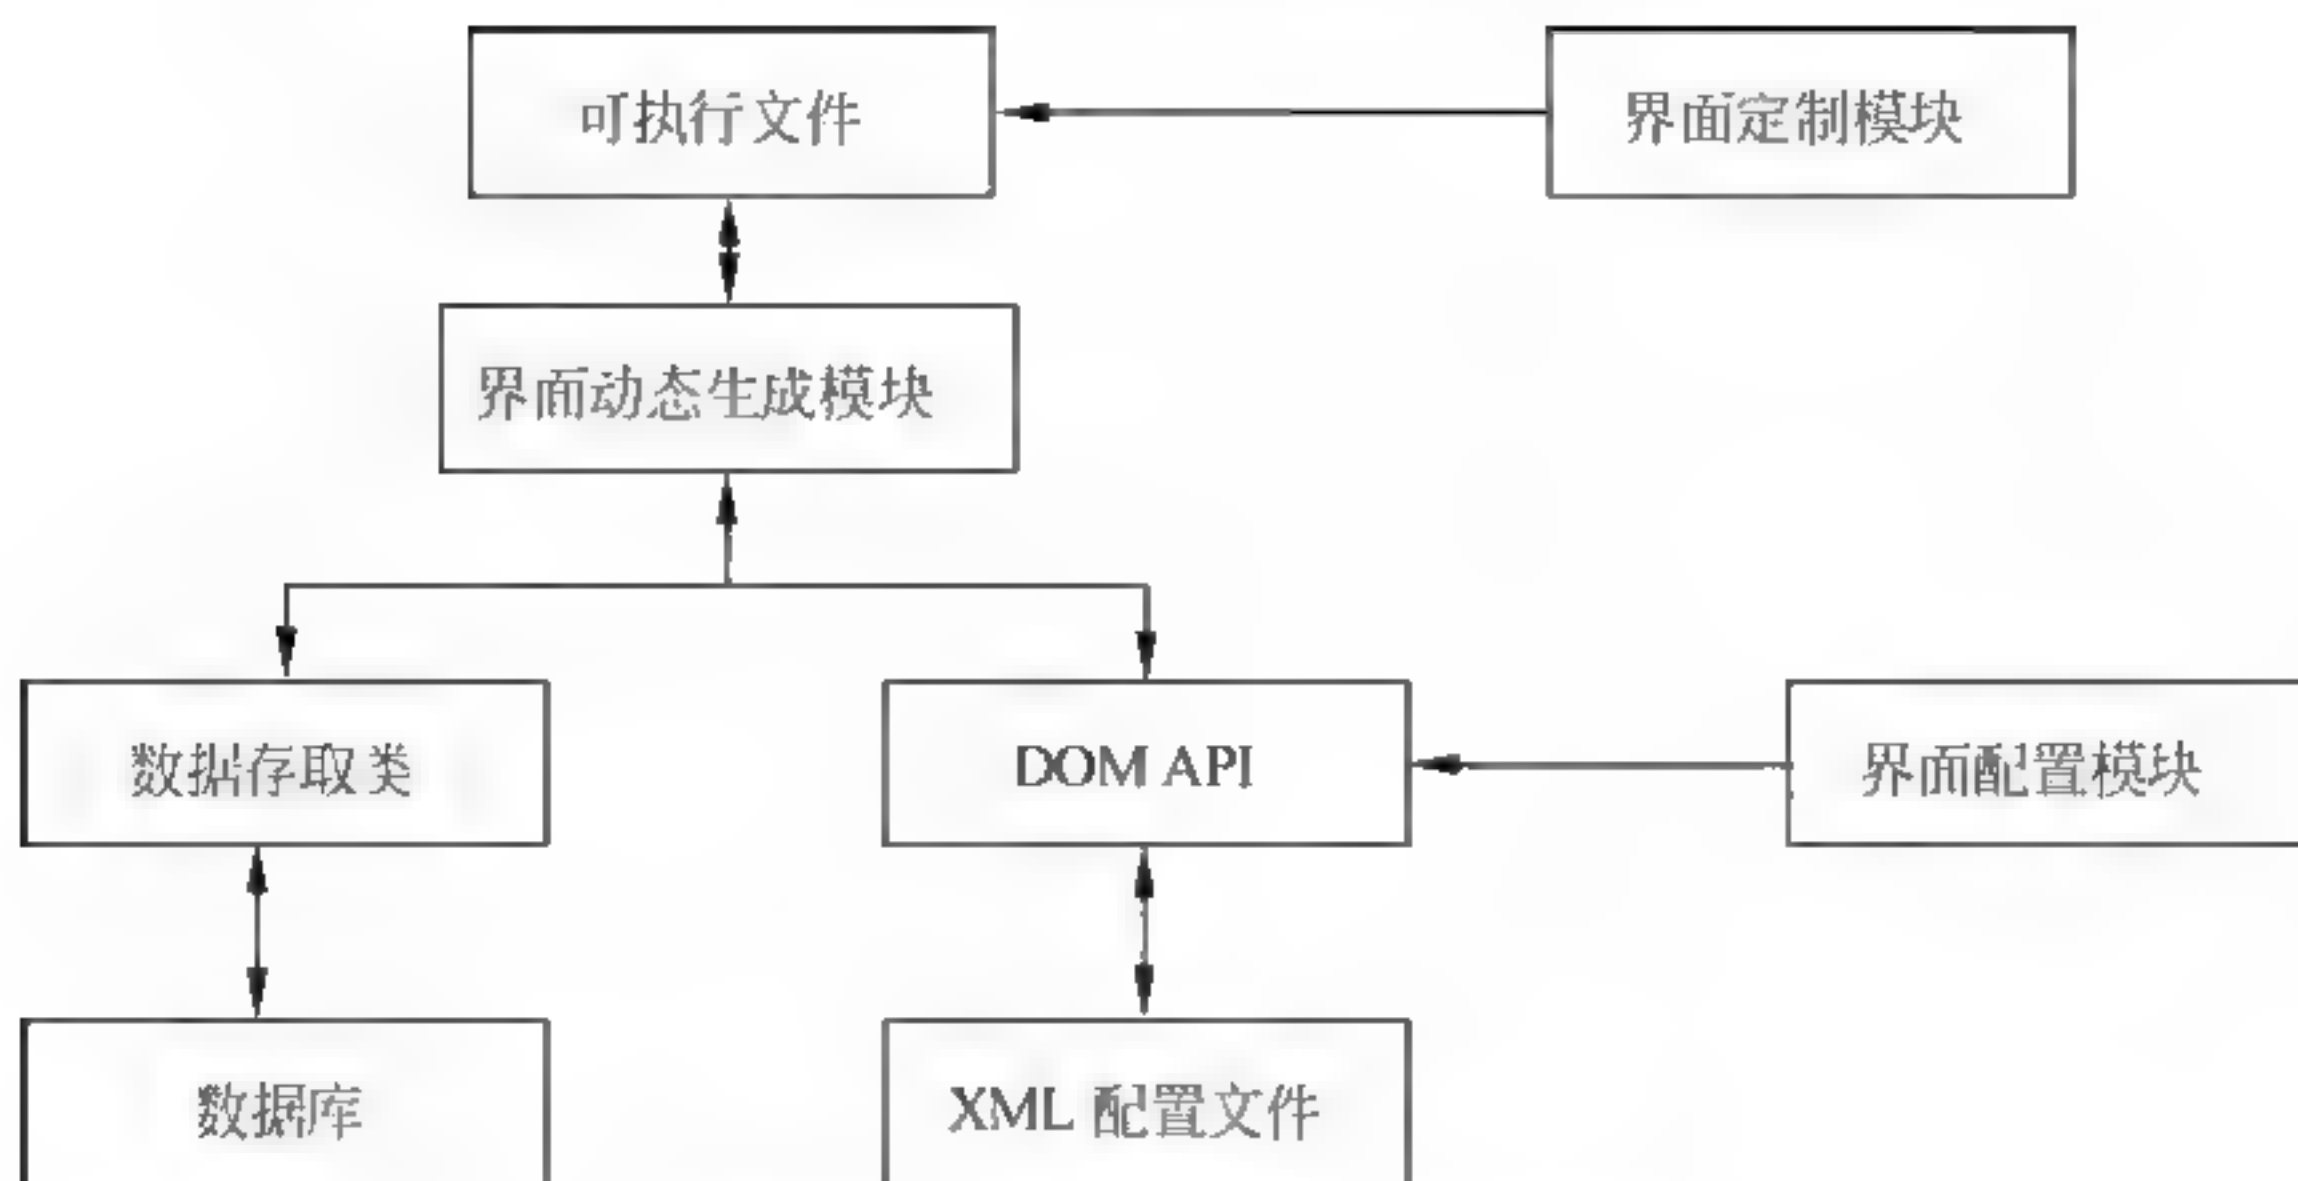 可执行文件
界面定制模块
界面动态生成模块
数据存取类
DOM API
界面配置模块
数据库
XML 配置文件